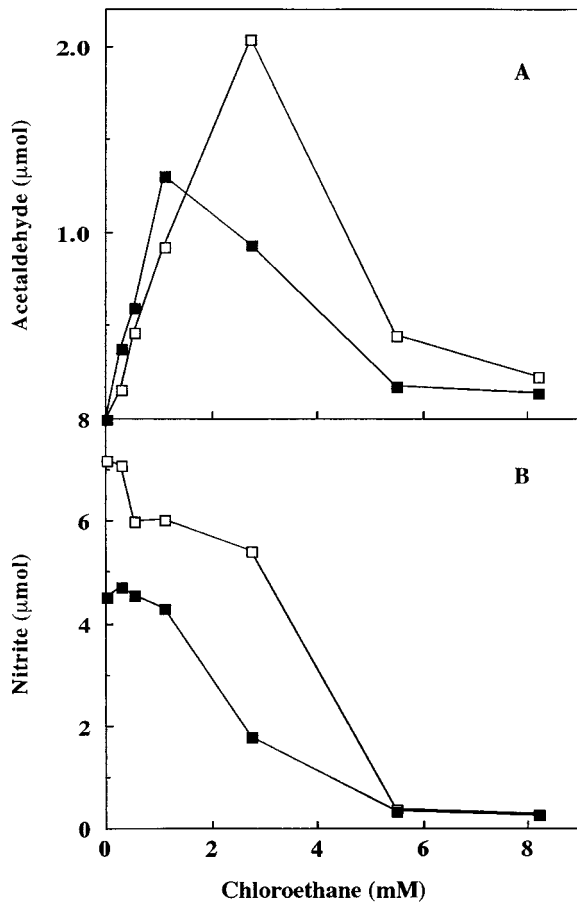 A
2.0
1.0
Acetaldehyde (μmol)
B
8
6
4
2
0
Nitrite (μmol)
0 2 4 6 8
Chloroethane (mM)